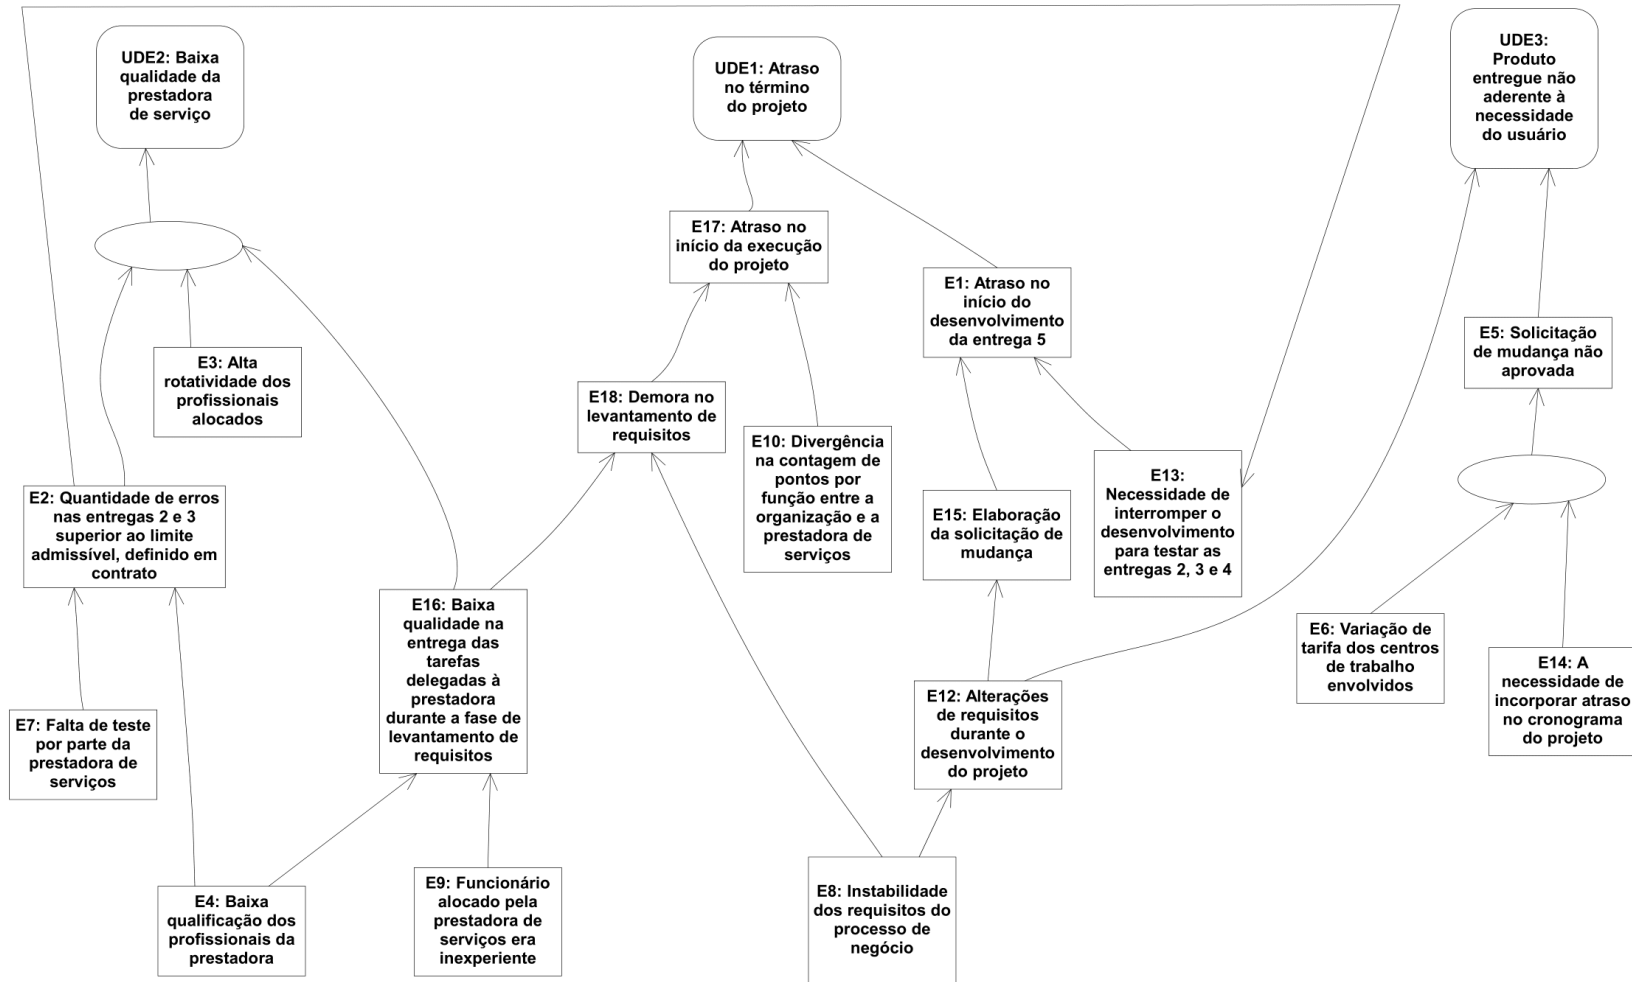 UDE2: Baixa
qualidade da
prestadora
de serviço
UDE1: Atraso
no término
do projeto
UDE3:
Produto
entregue não
aderente à
necessidade
do usuário
E17: Atraso no
início da execução
do projeto
E1: Atraso no
início do
desenvolvimento
da entrega 5
E5: Solicitação
de mudança não
aprovada
E3: Alta
rotatividade dos
profissionais
alocados
E18: Demora no
levantamento de
requisitos
E10: Divergência
na contagem de
pontos por
função entre a
organização e a
prestadora de
serviços
E13:
Necessidade de
interromper o
desenvolvimento
para testar as
entregas 2, 3 e 4
E2: Quantidade de erros
nas entregas 2 e 3
superior ao limite
admissível, definido em
contrato
E15: Elaboração
da solicitação de
mudança
E16: Baixa
qualidade na
entrega das
tarefas
delegadas à
prestadora
durante a fase de
levantamento de
requisitos
E6: Variação de
tarifa dos centros
de trabalho
envolvidos
E14: A
necessidade de
incorporar atraso
no cronograma
do projeto
E7: Falta de teste
por parte da
prestadora de
serviços
E12: Alterações
de requisitos
durante o
desenvolvimento
do projeto
E4: Baixa
qualificação dos
profissionais da
prestadora
E9: Funcionário
alocado pela
prestadora de
serviços era
inexperiente
E8: Instabilidade
dos requisitos do
processo de
negócio